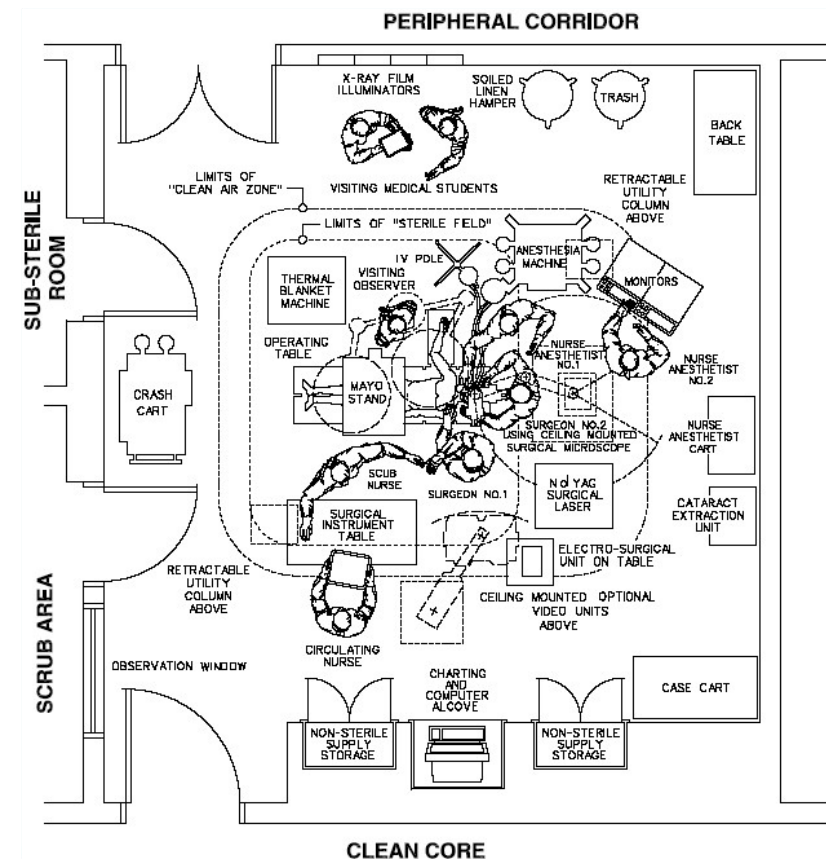 PERIPHERAL CORRIDOR
X-RAY FILM
ILLUMINATORS
SOILED
LINEN
HAMPER
TRASH
BACK
TABLE
LIMITS OF
"CLEAN AIR ZONE"
VISITING MEDICAL STUDENTS
RETRACTABLE
UTILITY
COLUMN
ABOVE
LIMITS OF "STERILE FIELD"
SUB-STERILE
ROOM
IV POLE
ANESTHESIA
MACHINE
THERMAL
BLANKET
MACHINE
VISITING
OBSERVER
MONITORS
OPERATING
TABLE
NURSE
ANESTHETIST
NO.1
NURSE
ANESTHETIST
NO.2
CRASH
CART
MAYO
STAND
SURGEON NO.2
USING CEILING MOUNTED
SURGICAL MICROSCOPE
NURSE
ANESTHETIST
CART
SCUB
NURSE
SURGEON NO.1
Nd YAG
SURGICAL
LASER
CATARACT
EXTRACTION
UNIT
SURGICAL
INSTRUMENT
TABLE
ELECTRO-SURGICAL
UNIT ON TABLE
RETRACTABLE
UTILITY
COLUMN
ABOVE
CEILING MOUNTED OPTIONAL
VIDEO UNITS
ABOVE
SCRUB AREA
CIRCULATING
NURSE
OBSERVATION WINDOW
CHARTING
AND
COMPUTER
ALCOVE
CASE CART
NON-STERILE
SUPPLY
STORAGE
NON-STERILE
SUPPLY
STORAGE
CLEAN CORE